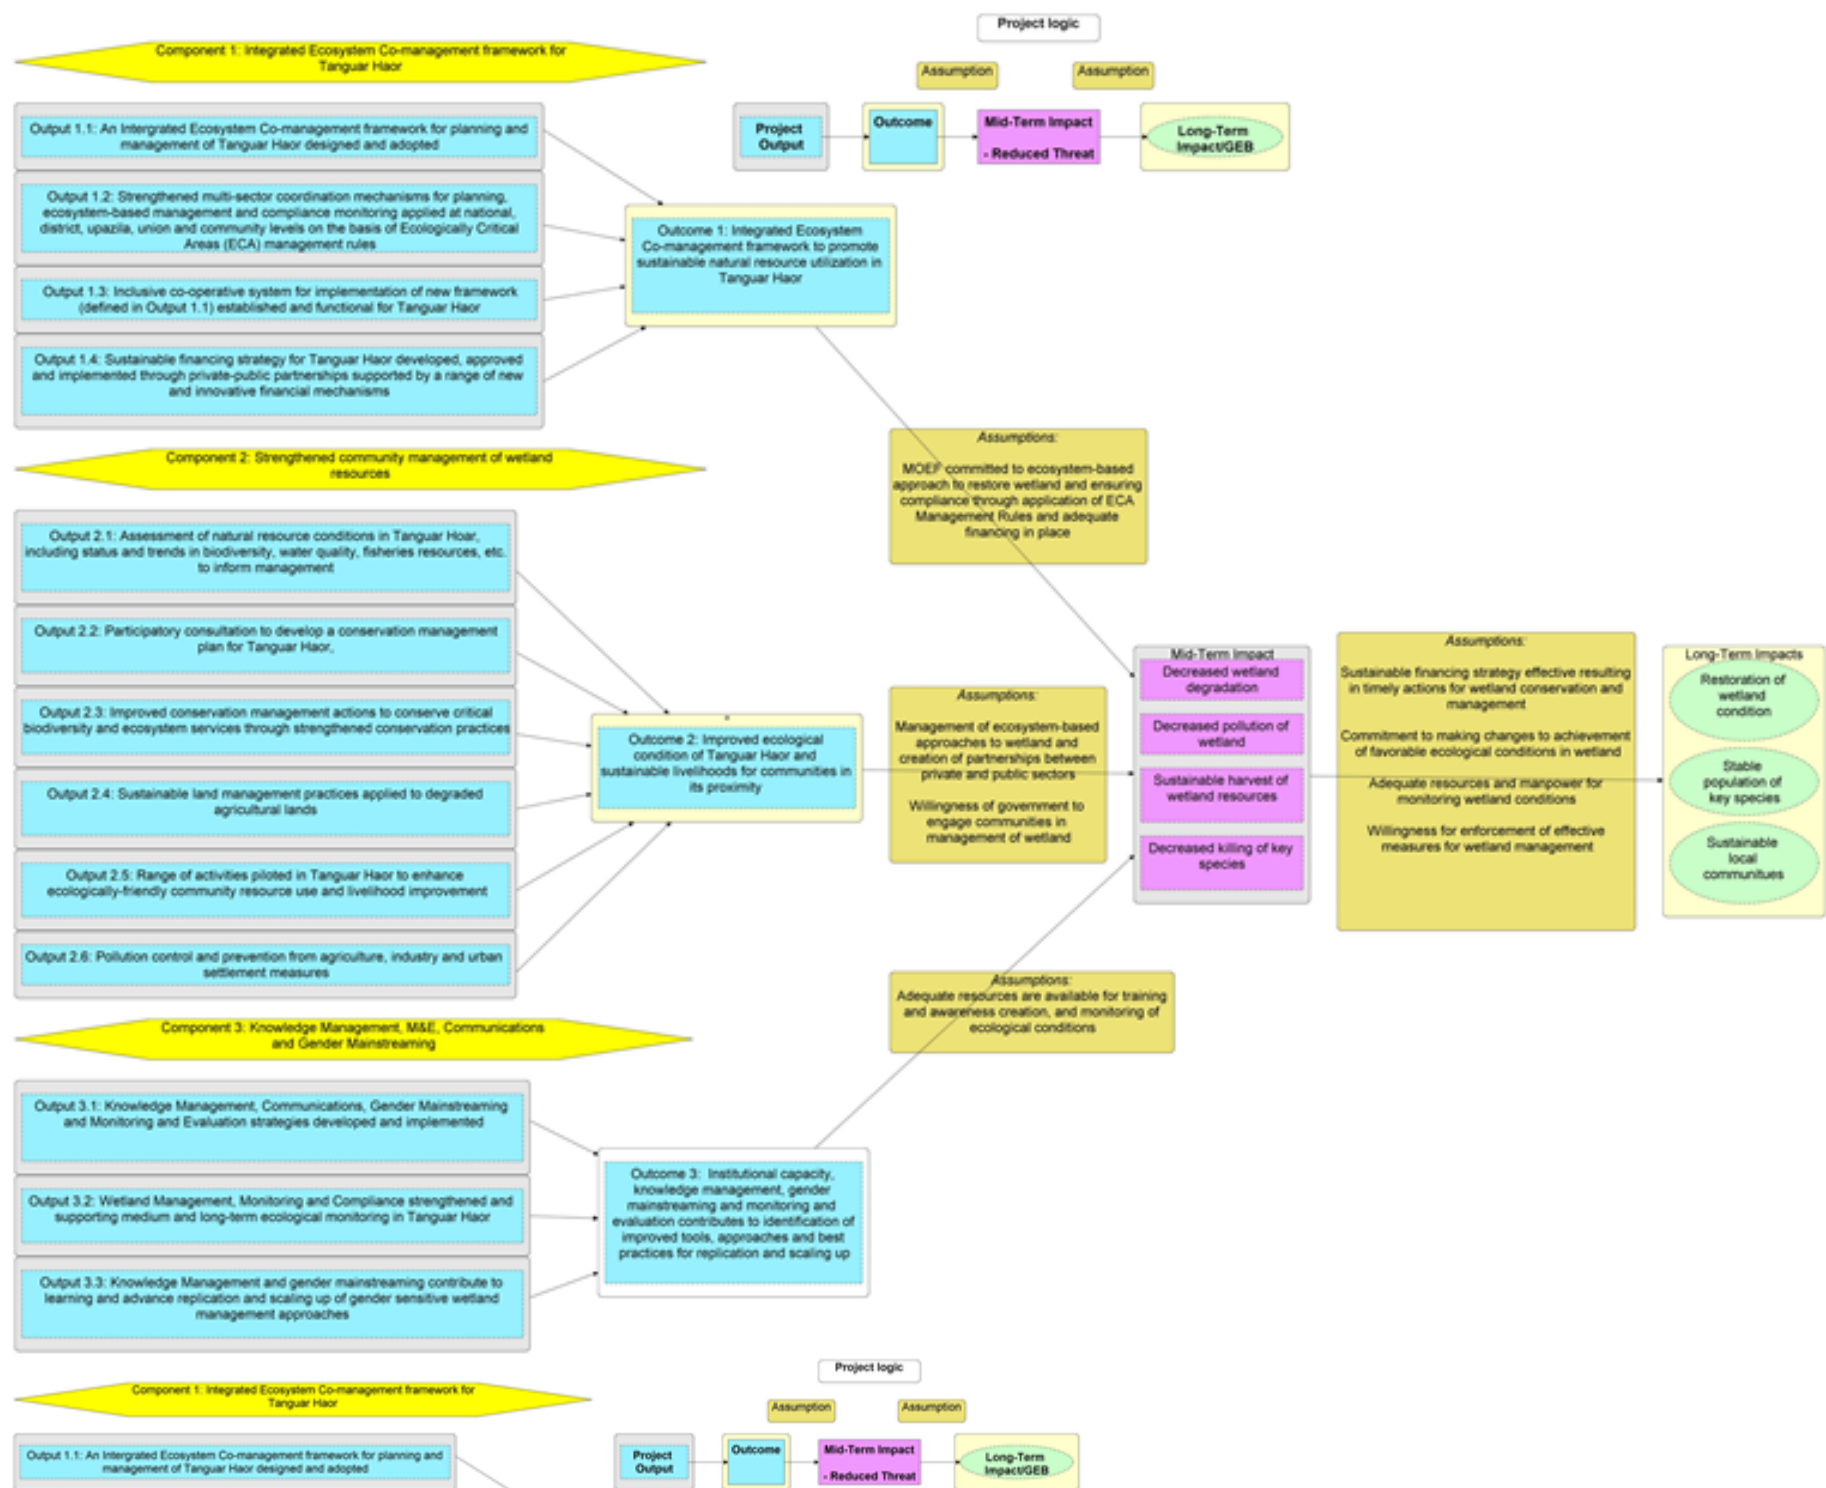 Project logic
Component 1: Integrated Ecosystem Co-management framework for
Tanguar Haor
Assumption
Assumption
Project
Output
Outcome
Mid-Term Impact
- Reduced Threat
Long-Term
Impact/GEB
Output 1.1: An Intergrated Ecosystem Co-management framework for planning and
management of Tanguar Haor designed and adopted
Output 1.2: Strengthened multi-sector coordination mechanisms for planning,
ecosystem-based management and compliance monitoring applied at national,
district, upazila, union and community levels on the basis of Ecologically Critical
Areas (ECA) management rules
Output 1.3: Inclusive co-operative system for implementation of new framework
(defined in Output 1.1) established and functional for Tanguar Haor
Output 1.4: Sustainable financing strategy for Tanguar Haor developed, approved
and implemented through private-public partnerships supported by a range of new
and innovative financial mechanisms
Outcome 1: Integrated Ecosystem
Co-management framework to promote
sustainable natural resource utilization in
Tanguar Haor
Assumptions:
MOEF committed to ecosystem-based
approach to restore wetland and ensuring
compliance through application of ECA
Management Rules and adequate
financing in place
Component 2: Strengthened community management of wetland
resources
Output 2.1: Assessment of natural resource conditions in Tanguar Hoar,
including status and trends in biodiversity, water quality, fisheries resources, etc.
to inform management
Output 2.2: Participatory consultation to develop a conservation management
plan for Tanguar Haor,
Output 2.3: Improved conservation management actions to conserve critical
biodiversity and ecosystem services through strengthened conservation practices
Output 2.4: Sustainable land management practices applied to degraded
agricultural lands
Output 2.5: Range of activities piloted in Tanguar Haor to enhance
ecologically-friendly community resource use and livelihood improvement
Output 2.6: Pollution control and prevention from agriculture, industry and urban
settlement measures
Outcome 2: Improved ecological
condition of Tanguar Haor and
sustainable livelihoods for communities in
its proximity
Assumptions:
Management of ecosystem-based
approaches to wetland and
creation of partnerships between
private and public sectors
Willingness of government to
engage communities in
management of wetland
Mid-Term Impact
Decreased wetland
degradation
Decreased pollution of
wetland
Sustainable harvest of
wetland resources
Decreased killing of key
species
Assumptions:
Sustainable financing strategy effective resulting
in timely actions for wetland conservation and
management
Commitment to making changes to achievement
of favorable ecological conditions in wetland
Adequate resources and manpower for
monitoring wetland conditions
Willingness for enforcement of effective
measures for wetland management
Long-Term Impacts
Restoration of
wetland
condition
Stable
population of
key species
Sustainable
local
communitues
Component 3: Knowledge Management, M&E, Communications
and Gender Mainstreaming
Assumptions:
Adequate resources are available for training
and awareness creation, and monitoring of
ecological conditions
Output 3.1: Knowledge Management, Communications, Gender Mainstreaming
and Monitoring and Evaluation strategies developed and implemented
Output 3.2: Wetland Management, Monitoring and Compliance strengthened and
supporting medium and long-term ecological monitoring in Tanguar Haor
Output 3.3: Knowledge Management and gender mainstreaming contribute to
learning and advance replication and scaling up of gender sensitive wetland
management approaches
Outcome 3: Institutional capacity,
knowledge management, gender
mainstreaming and monitoring and
evaluation contributes to identification of
improved tools, approaches and best
practices for replication and scaling up
Project logic
Component 1: Integrated Ecosystem Co-management framework for
Tanguar Haor
Assumption
Assumption
Output 1.1: An Intergrated Ecosystem Co-management framework for planning and
management of Tanguar Haor designed and adopted
Project
Output
Outcome
Mid-Term Impact
- Reduced Threat
Long-Term
Impact/GEB